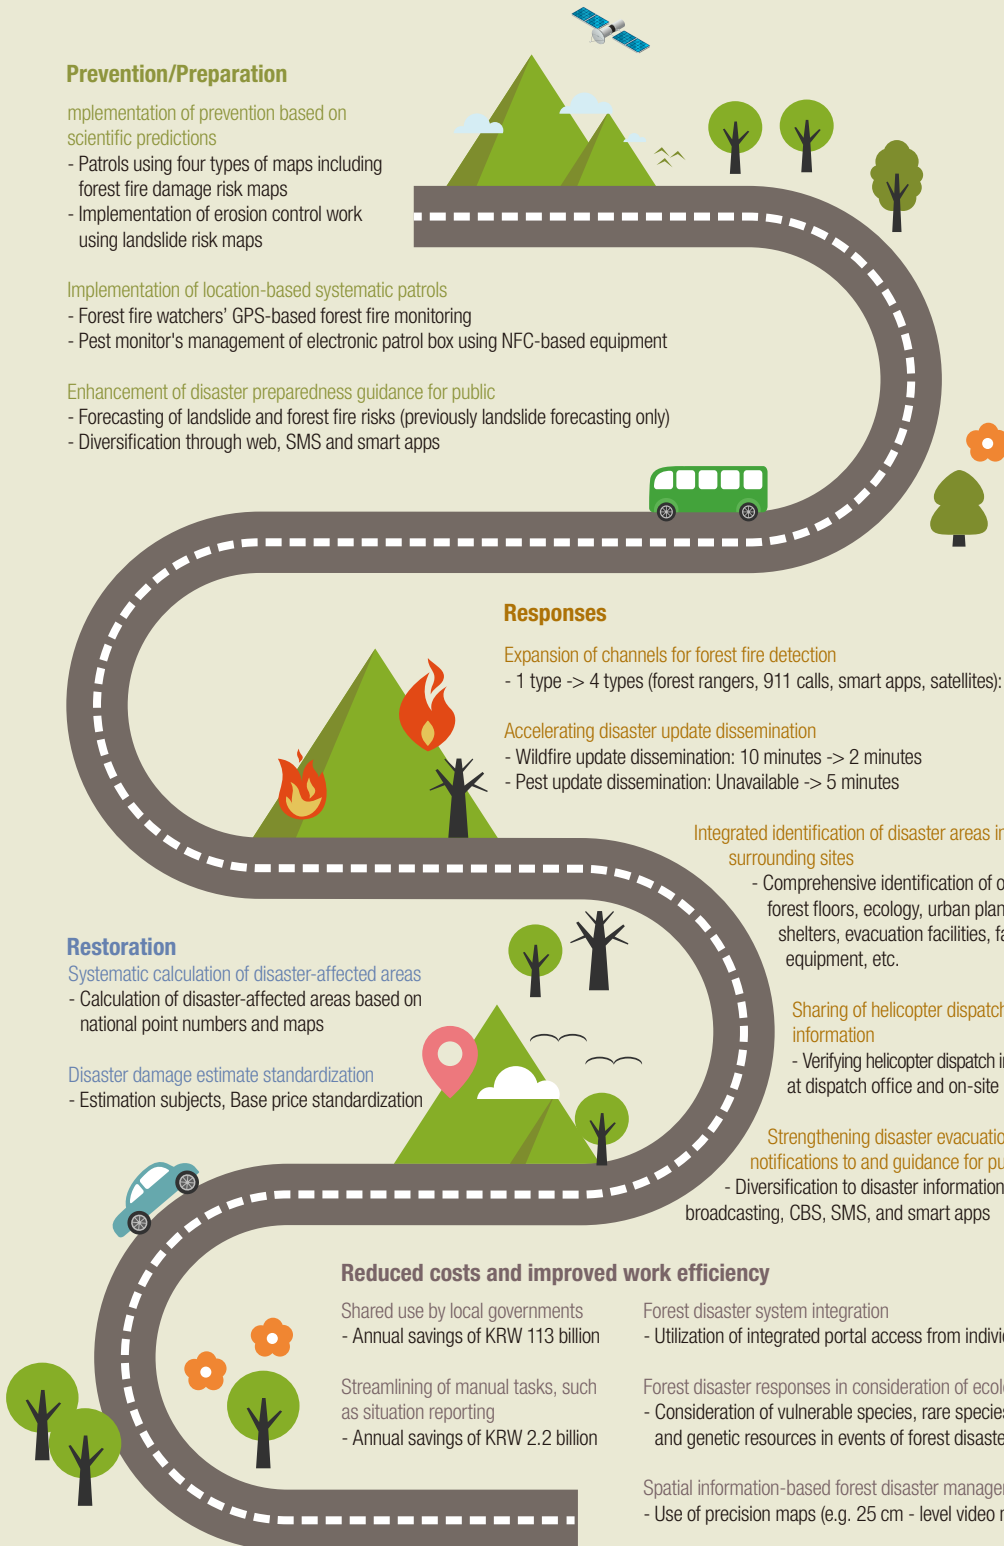 Prevention/Preparation
mplementation of prevention based on
scientific predictions
- Patrols using four types of maps including
forest fire damage risk maps
- Implementation of erosion control work
using landslide risk maps
Implementation of location-based systematic patrols
- Forest fire watchers' GPS-based forest fire monitoring
- Pest monitor's management of electronic patrol box using NFC-based equipment
Enhancement of disaster preparedness guidance for public
- Forecasting of landslide and forest fire risks (previously landslide forecasting only)
- Diversification through web, SMS and smart apps
Responses
Expansion of channels for forest fire detection
- 1 type -> 4 types (forest rangers, 911 calls, smart apps, satellites):
Accelerating disaster update dissemination
- Wildfire update dissemination: 10 minutes -> 2 minutes
- Pest update dissemination: Unavailable -> 5 minutes
Integrated identification of disaster areas
surrounding sites
- Comprehensive identification of
forest floors, ecology, urban
shelters, evacuation facilities,
equipment, etc.
Sharing of helicopter
information
- Verifying helicopter dispatch
at dispatch office and on-site
Strengthening disaster
notifications to and guidance for
- Diversification to disaster information
broadcasting, CBS, SMS, and smart apps
Restoration
Systematic calculation of disaster-affected areas
- Calculation of disaster-affected areas based on
national point numbers and maps
Disaster damage estimate standardization
- Estimation subjects, Base price standardization
Reduced costs and improved work efficiency
Shared use by local governments
- Annual savings of KRW 113 billion
Streamlining of manual tasks, such
as situation reporting
- Annual savings of KRW 2.2 billion
Forest disaster system integration
- Utilization of integrated portal access from
Forest disaster responses in consideration of
- Consideration of vulnerable species, rare species
and genetic resources in events of forest
Spatial information-based forest disaster
- Use of precision maps (e.g. 25 cm - level video